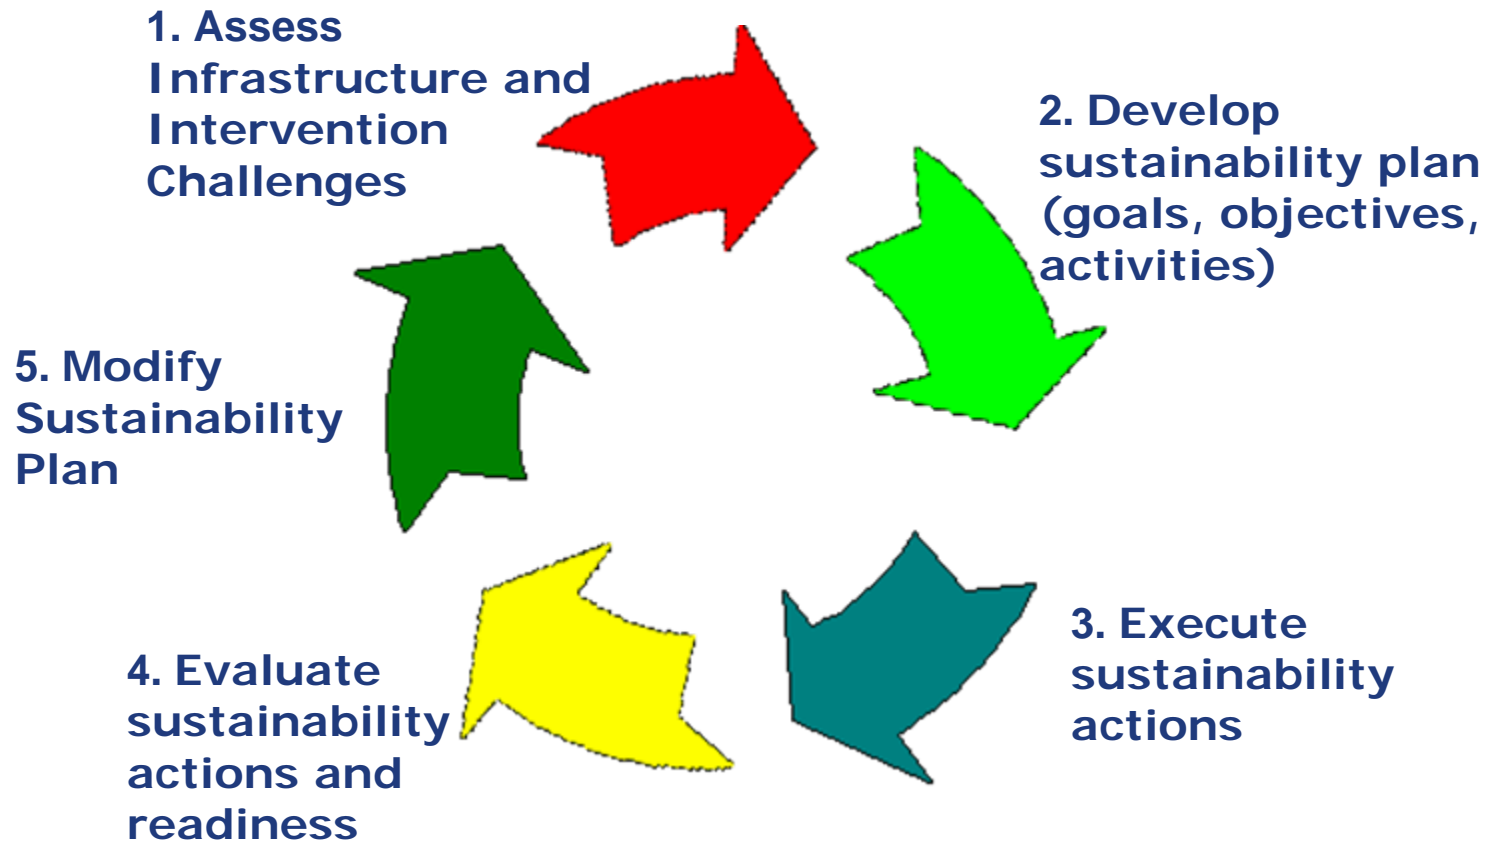 1. Assess
Infrastructure and
Intervention
Challenges
2. Develop
sustainability plan
(goals, objectives,
activities)
3. Execute
sustainability
actions
4. Evaluate
sustainability
actions and
readiness
5. Modify
Sustainability
Plan